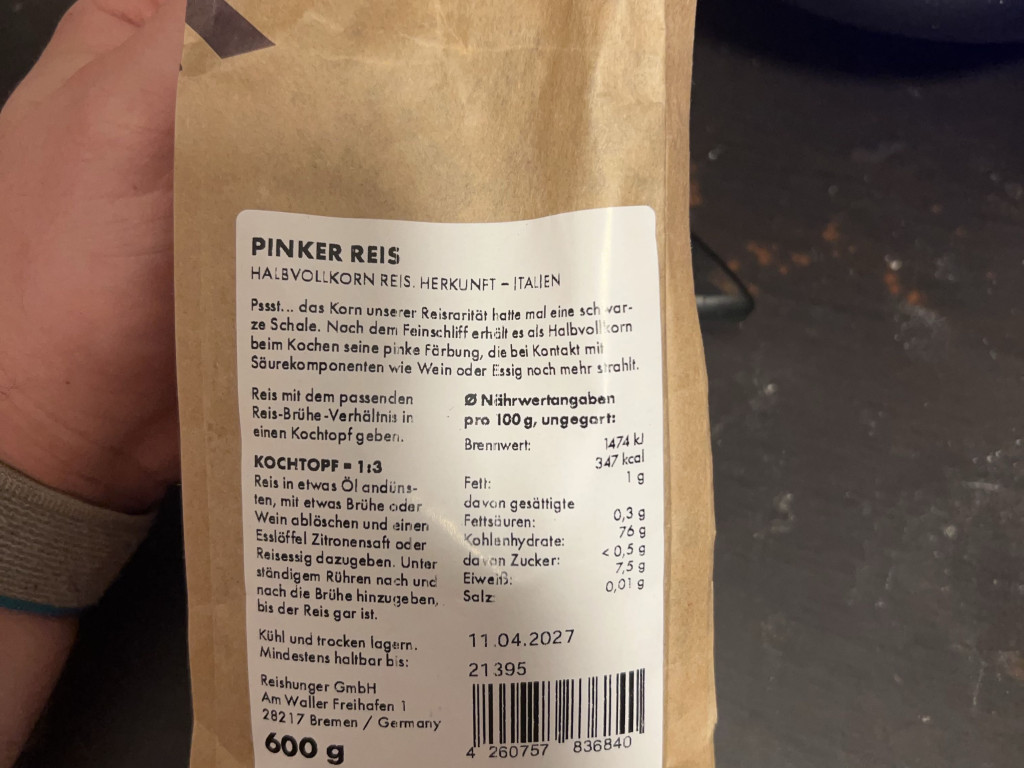 PINKER REIS
HALBVOLLKORN REIS. HERKUNFT – ITALIEN
Pssst... das Korn unserer Reisrarität hatte mal eine schwar-
ze Schale. Nach dem Feinschliff erhält es als Halbvollkorn
beim Kochen seine pinke Färbung, die bei Kontakt mit
Säurekomponenten wie Wein oder Essig noch mehr strahlt.
Reis mit dem passenden
Reis-Brühe-Verhältnis in
einen Kochtopf geben.
KOCHTOPF = 1:3
Reis in etwas Öl andüns-
ten, mit etwas Brühe oder
Wein ablöschen und einen
Esslöffel Zitronensaft oder
Reisessig dazugeben. Unter
ständigem Rühren nach und
nach die Brühe hinzugeben,
bis der Reis gar ist.
Ø Nährwertangaben
pro 100 g, ungegart:
Brennwert: 1474 kJ
347 kcal
Fett: 1 g
davon gesättigte
Fettsäuren: 0,3 g
Kohlenhydrate: 76 g
davon Zucker: < 0,5 g
Eiweiß: 7,5 g
Salz: 0,01 g
Kühl und trocken lagern.
Mindestens haltbar bis:
11.04.2027
21395
Reishunger GmbH
Am Waller Freihafen 1
28217 Bremen / Germany
600 g
4 260757 836840